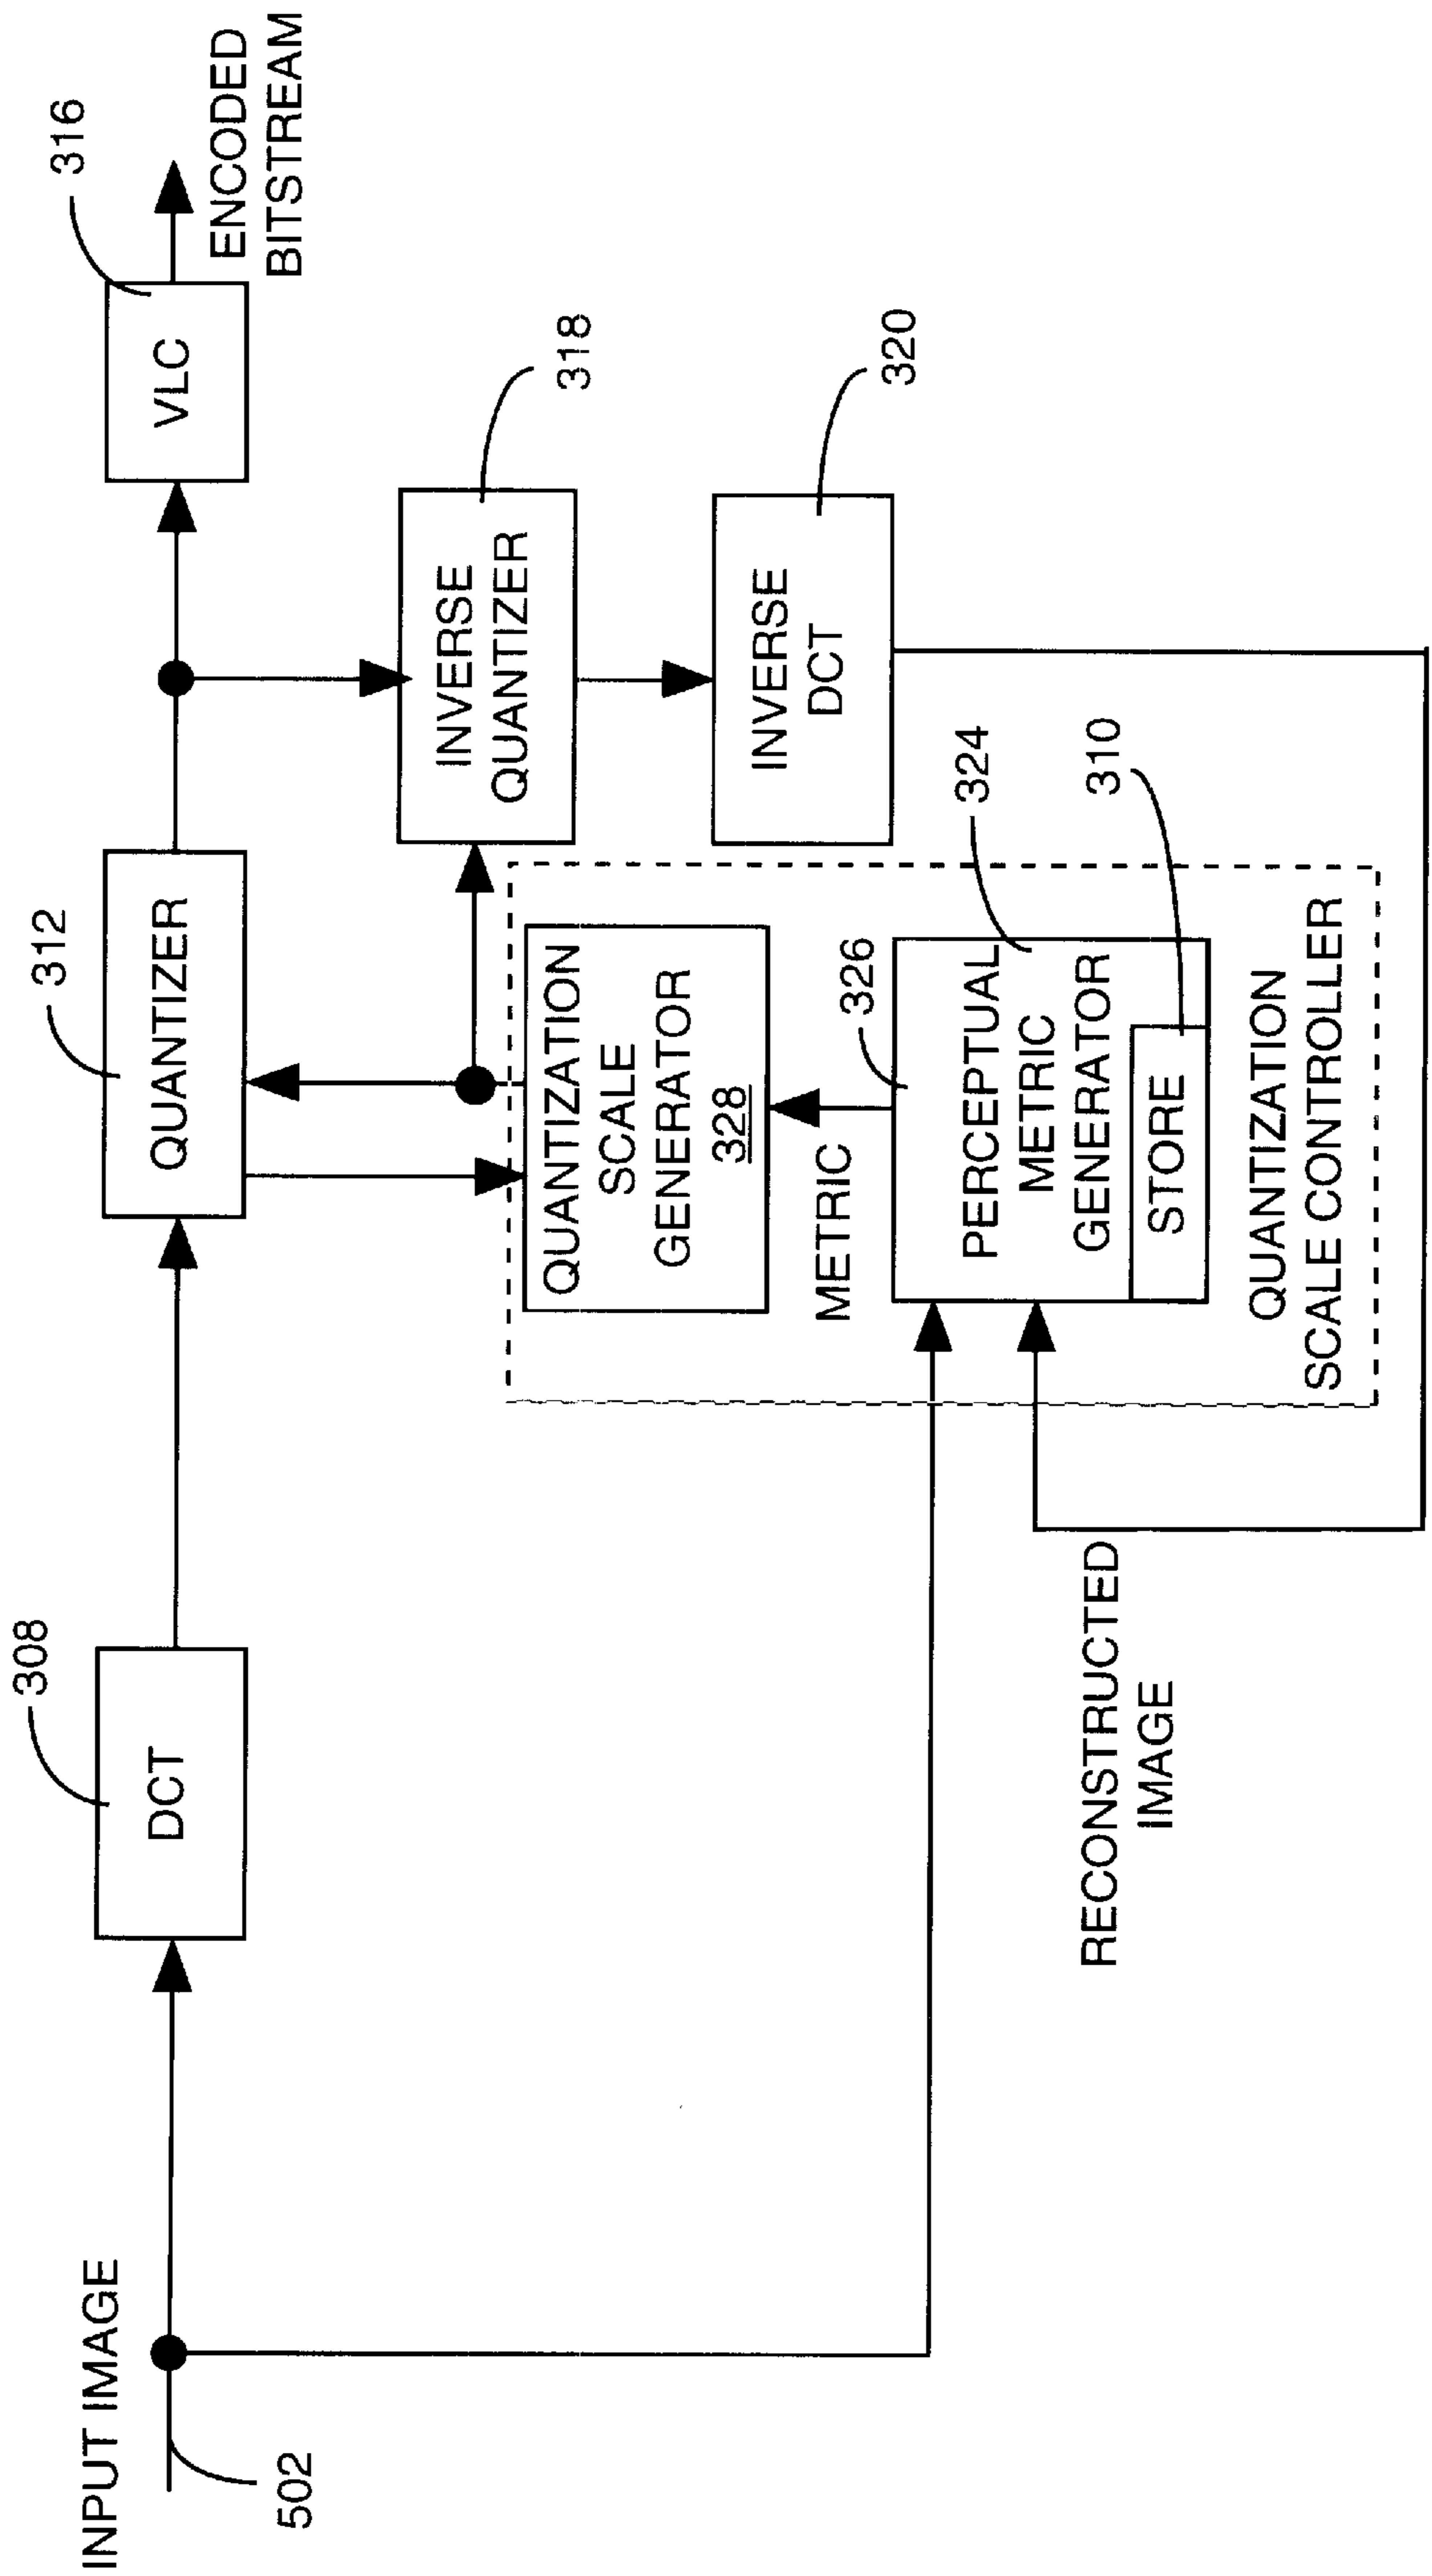 INPUT IMAGE
502
308
DCT
312
QUANTIZER
316
VLC
ENCODED
BITSTREAM
INVERSE
QUANTIZER
318
QUANTIZATION
SCALE
GENERATOR
328
INVERSE
DCT
320
METRIC
326
324
PERCEPTUAL
METRIC
GENERATOR
310
STORE
QUANTIZATION
SCALE CONTROLLER
RECONSTRUCTED
IMAGE